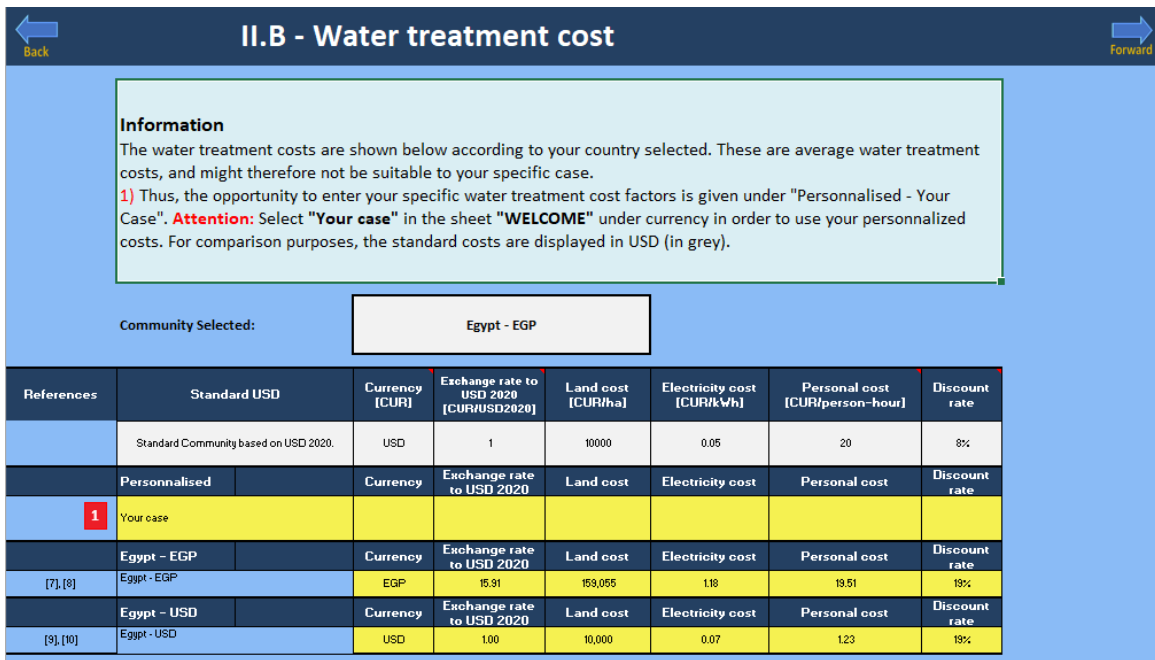 II.B - Water treatment cost
Back
Forward
Information
The water treatment costs are shown below according to your country selected. These are average water treatment
costs, and might therefore not be suitable to your specific case.
1) Thus, the opportunity to enter your specific water treatment cost factors is given under "Personnalised - Your
Case". Attention: Select "Your case" in the sheet "WELCOME" under currency in order to use your personnalized
costs. For comparison purposes, the standard costs are displayed in USD (in grey).
Community Selected:
Egypt - EGP
References Standard USD Currency [CUR] Exchange rate to USD 2020 [CUR/USD2020] Land cost [CUR/ha] Electricity cost [CUR/kWh] Personal cost [CUR/person-hour] Discount rate
Standard Community based on USD 2020. USD 1 10000 0.05 20 8%
Personnalised Currency Exchange rate to USD 2020 Land cost Electricity cost Personal cost Discount rate
1 Your case
Egypt - EGP Currency Exchange rate to USD 2020 Land cost Electricity cost Personal cost Discount rate
[7], [8] Egypt - EGP EGP 15.91 159,055 1.18 19.51 19%
Egypt - USD Currency Exchange rate to USD 2020 Land cost Electricity cost Personal cost Discount rate
[9], [10] Egypt - USD USD 1.00 10,000 0.07 1.23 19%